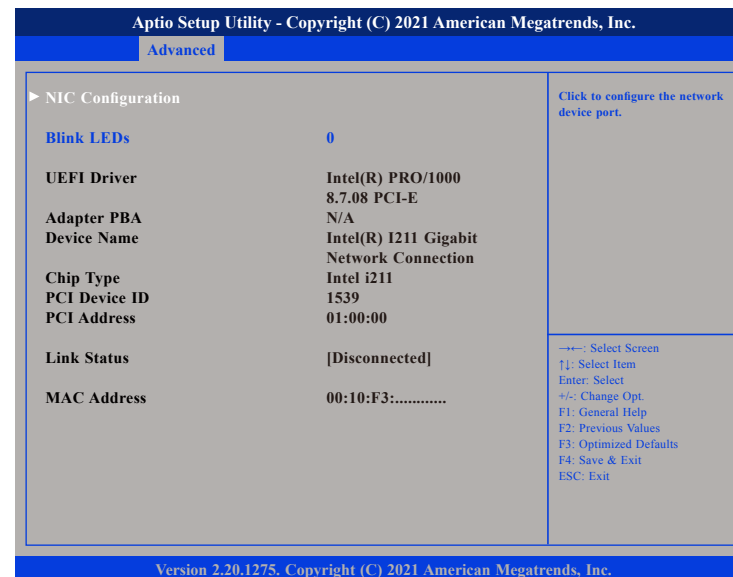 Aptio Setup Utility - Copyright (C) 2021 American Megatrends, Inc.
Advanced
▶ NIC Configuration
Blink LEDs 0
UEFI Driver Intel(R) PRO/1000
8.7.08 PCI-E
Adapter PBA N/A
Device Name Intel(R) I211 Gigabit
Network Connection
Chip Type Intel i211
PCI Device ID 1539
PCI Address 01:00:00
Link Status [Disconnected]
MAC Address 00:10:F3:............
Click to configure the network
device port.
→←: Select Screen
↑↓: Select Item
Enter: Select
+/-: Change Opt.
F1: General Help
F2: Previous Values
F3: Optimized Defaults
F4: Save & Exit
ESC: Exit
Version 2.20.1275. Copyright (C) 2021 American Megatrends, Inc.